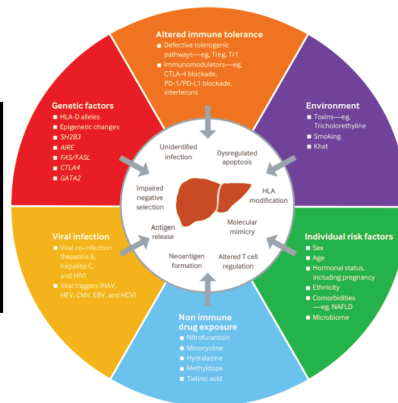 Altered immune tolerance
■ Defective tolerogenic
pathways—eg, Treg, Tr1
■ Immunomodulators—eg,
CTLA-4 blockade,
PD-1/PD-L1 blockade,
interferons
Genetic factors
■ HLA-D alleles
■ Epigenetic changes
■ SH2B3
■ AIRE
■ FAS/FASL
■ CTLA4
■ GATA2
Environment
■ Toxins—eg,
Tricholorethyline
■ Smoking
■ Khat
Unidentified
infection
Dysregulated
apoptosis
Impaired
negative
selection
HLA
modification
Antigen
release
Molecular
mimicry
Neoantigen
formation
Altered T cell
regulation
Viral infection
■ Viral co-infection
(hepatitis B,
hepatitis C,
and HIV)
■ Viral triggers (HAV,
HEV, CMV, EBV, and HCV)
Individual risk factors
■ Sex
■ Age
■ Hormonal status,
including pregnancy
■ Ethnicity
■ Comorbidities
—eg, NAFLD
■ Microbiome
Non immune
drug exposure
■ Nitrofurantoin
■ Minocycline
■ Hydralazine
■ Methyldopa
■ Tielinic acid